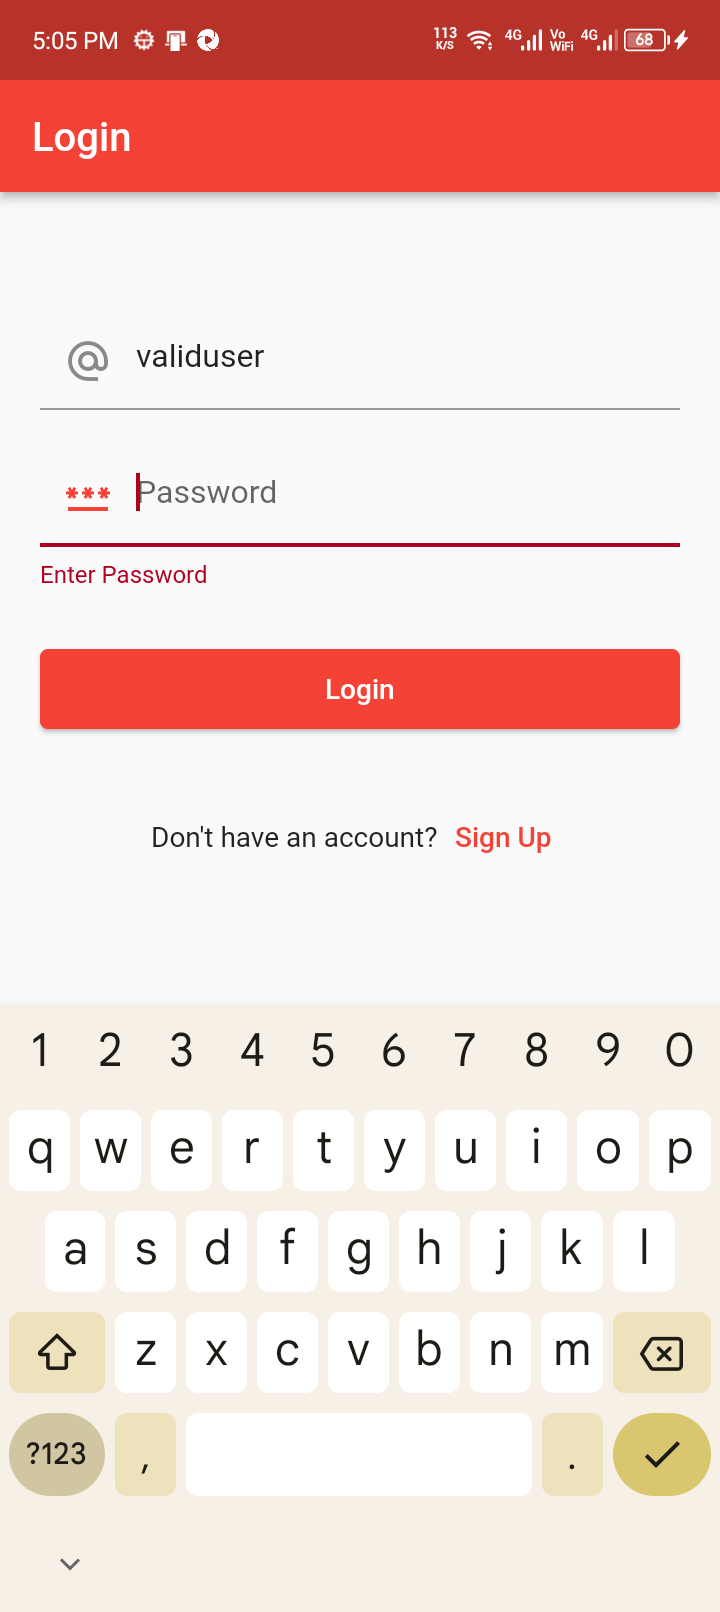 5:05 PM 113 K/S 4G Vo WiFi 4G 68
Login
validuser
Password
Enter Password
Login
Don't have an account? Sign Up
1 2 3 4 5 6 7 8 9 0
q w e r t y u i o p
a s d f g h j k l
z x c v b n m
?123 , .